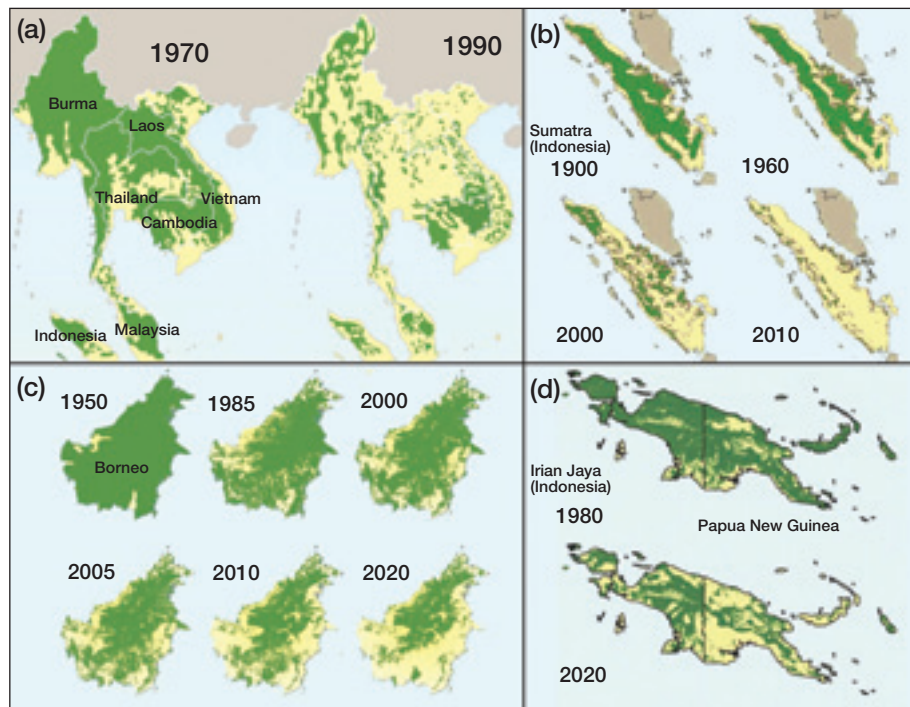 (a)
1970
1990
Burma
Laos
Thailand
Vietnam
Cambodia
Indonesia
Malaysia
(b)
Sumatra
(Indonesia)
1900
1960
2000
2010
(c)
1950
1985
2000
Borneo
2005
2010
2020
(d)
Irian Jaya
(Indonesia)
1980
Papua New Guinea
2020